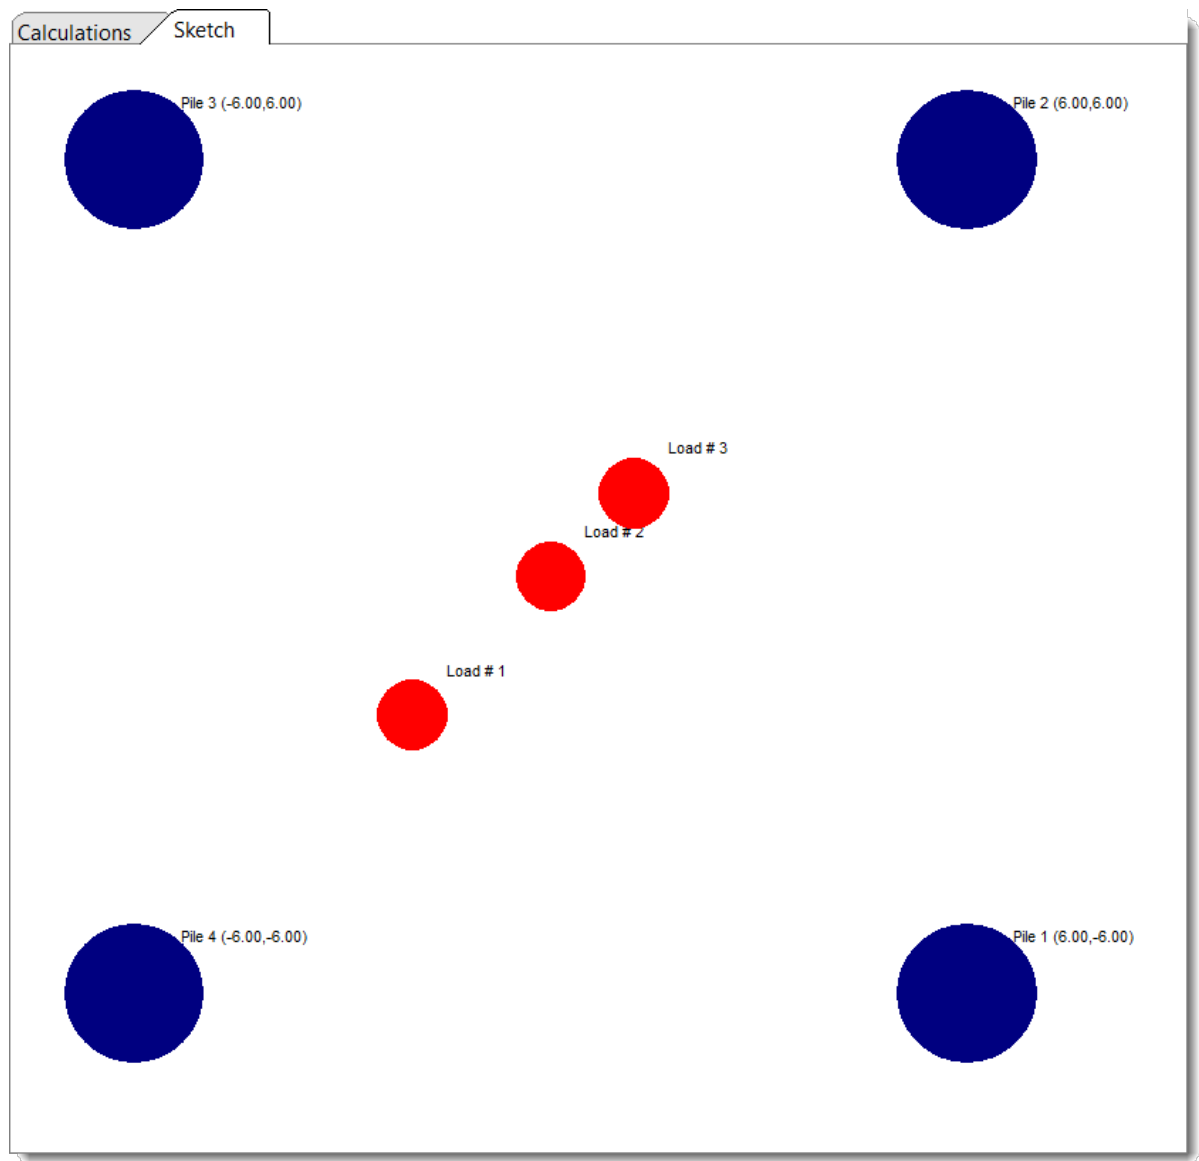 Calculations
Sketch
Pile 3 (-6.00,6.00)
Pile 2 (6.00,6.00)
Load # 3
Load # 2
Load # 1
Pile 4 (-6.00,-6.00)
Pile 1 (6.00,-6.00)